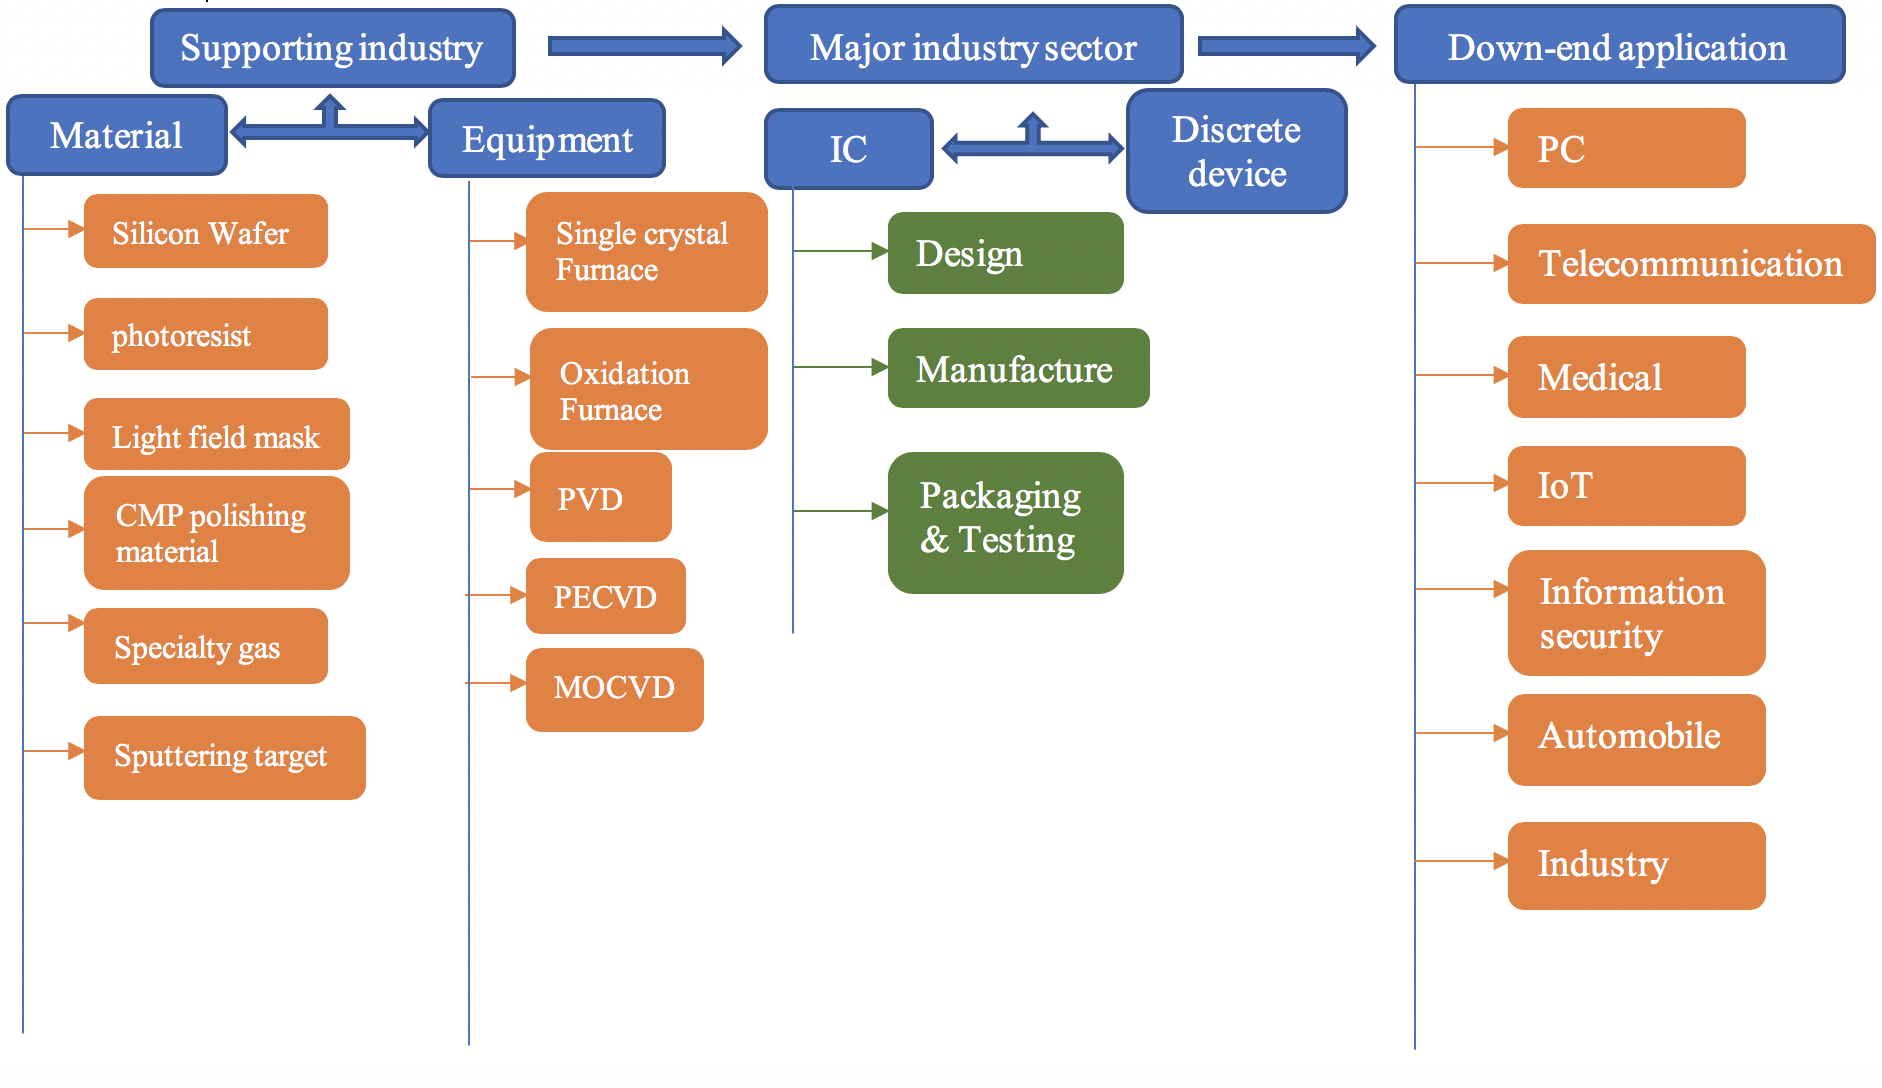 Supporting industry
Major industry sector
Down-end application
Material
Equipment
IC
Discrete
device
Silicon Wafer
photoresist
Light field mask
CMP polishing
material
Specialty gas
Sputtering target
Single crystal
Furnace
Oxidation
Furnace
PVD
PECVD
MOCVD
Design
Manufacture
Packaging
& Testing
PC
Telecommunication
Medical
IoT
Information
security
Automobile
Industry